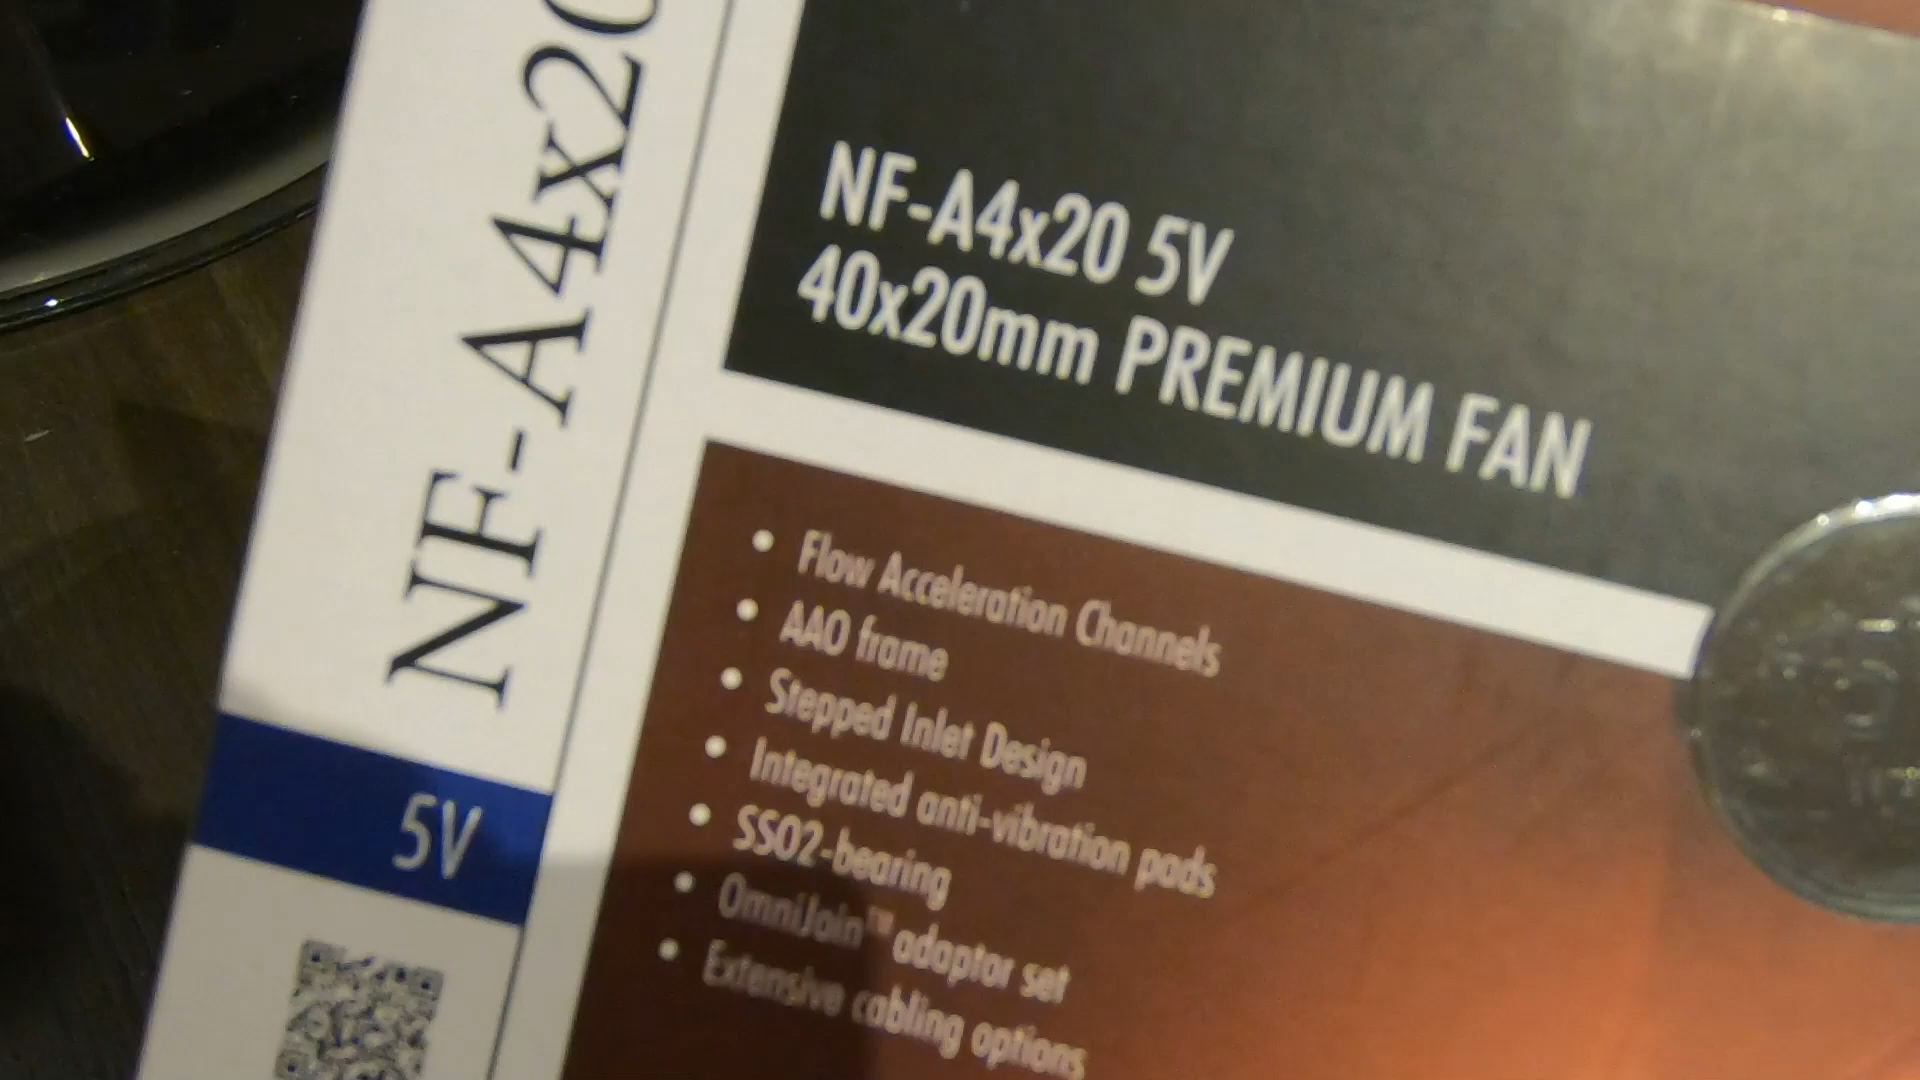 NF-A4x20
5V
NF-A4x20 5V
40x20mm PREMIUM FAN
• Flow Acceleration Channels
• AAO frame
• Stepped Inlet Design
• Integrated anti-vibration pads
• SSO2-bearing
• OmniJoin™ adaptor set
• Extensive cabling options